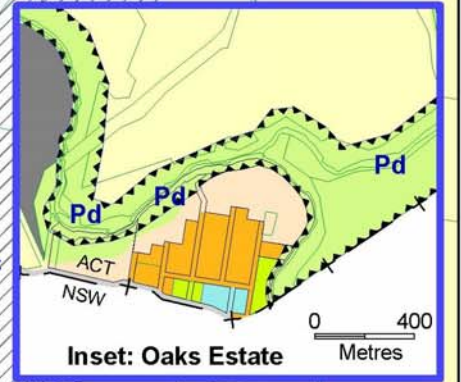 Pd
Pd
Pd
ACT
NSW
0 400
Metres
Inset: Oaks Estate